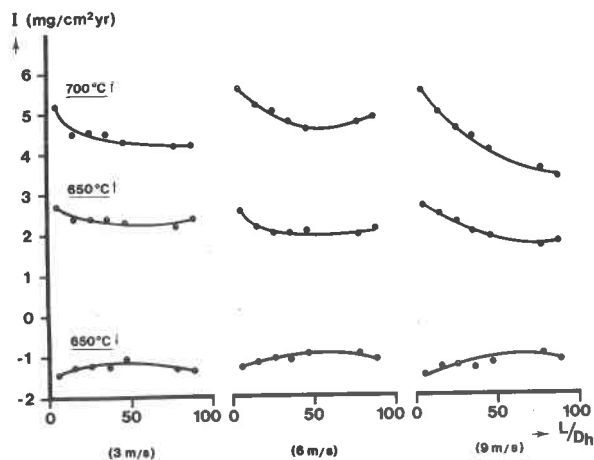 I (mg/cm²yr)
6
5
4
3
2
1
0
-1
-2
700°C↑
650°C↑
650°C↓
0 50 100
0 50 100
0 50 100
→ L/Dh
(3 m/s)
(6 m/s)
(9 m/s)